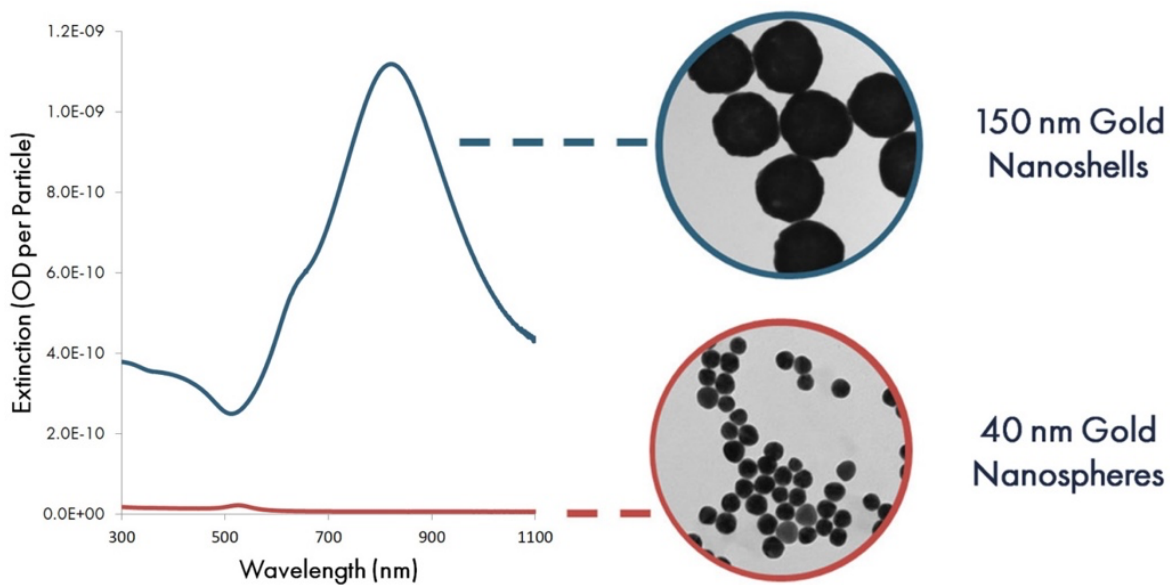 Extinction (OD per Particle)
1.2E-09
1.0E-09
8.0E-10
6.0E-10
4.0E-10
2.0E-10
0.0E+00
300
500
700
900
1100
Wavelength (nm)
150 nm Gold
Nanoshells
40 nm Gold
Nanospheres